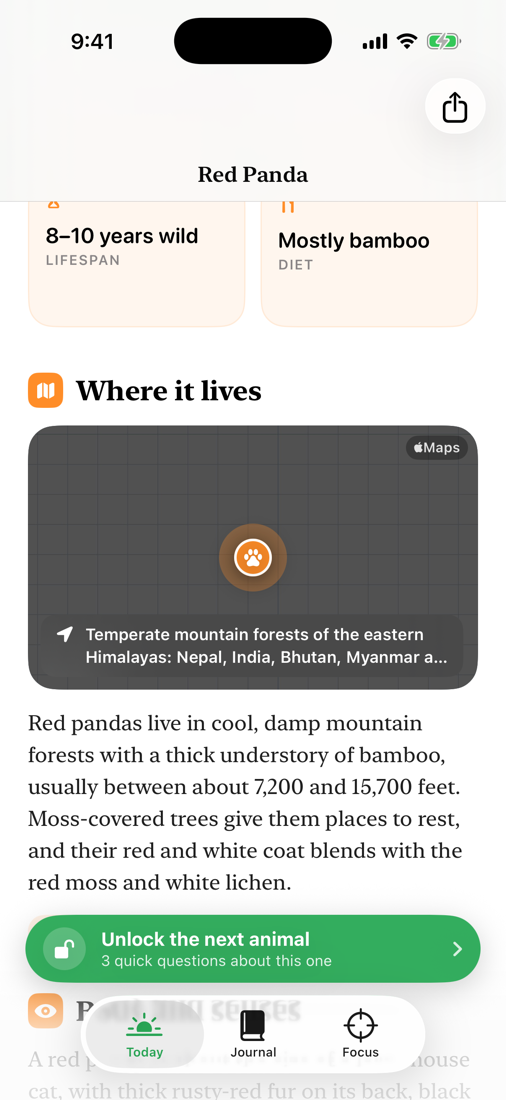 9:41
Red Panda
8–10 years wild
LIFESPAN
Mostly bamboo
DIET
Where it lives
Maps
Temperate mountain forests of the eastern
Himalayas: Nepal, India, Bhutan, Myanmar a...
Red pandas live in cool, damp mountain
forests with a thick understory of bamboo,
usually between about 7,200 and 15,700 feet.
Moss-covered trees give them places to rest,
and their red and white coat blends with the
red moss and white lichen.
Unlock the next animal
3 quick questions about this one
senses
Today
Journal
Focus
A red
house
cat, with thick rusty-red fur on its back, black